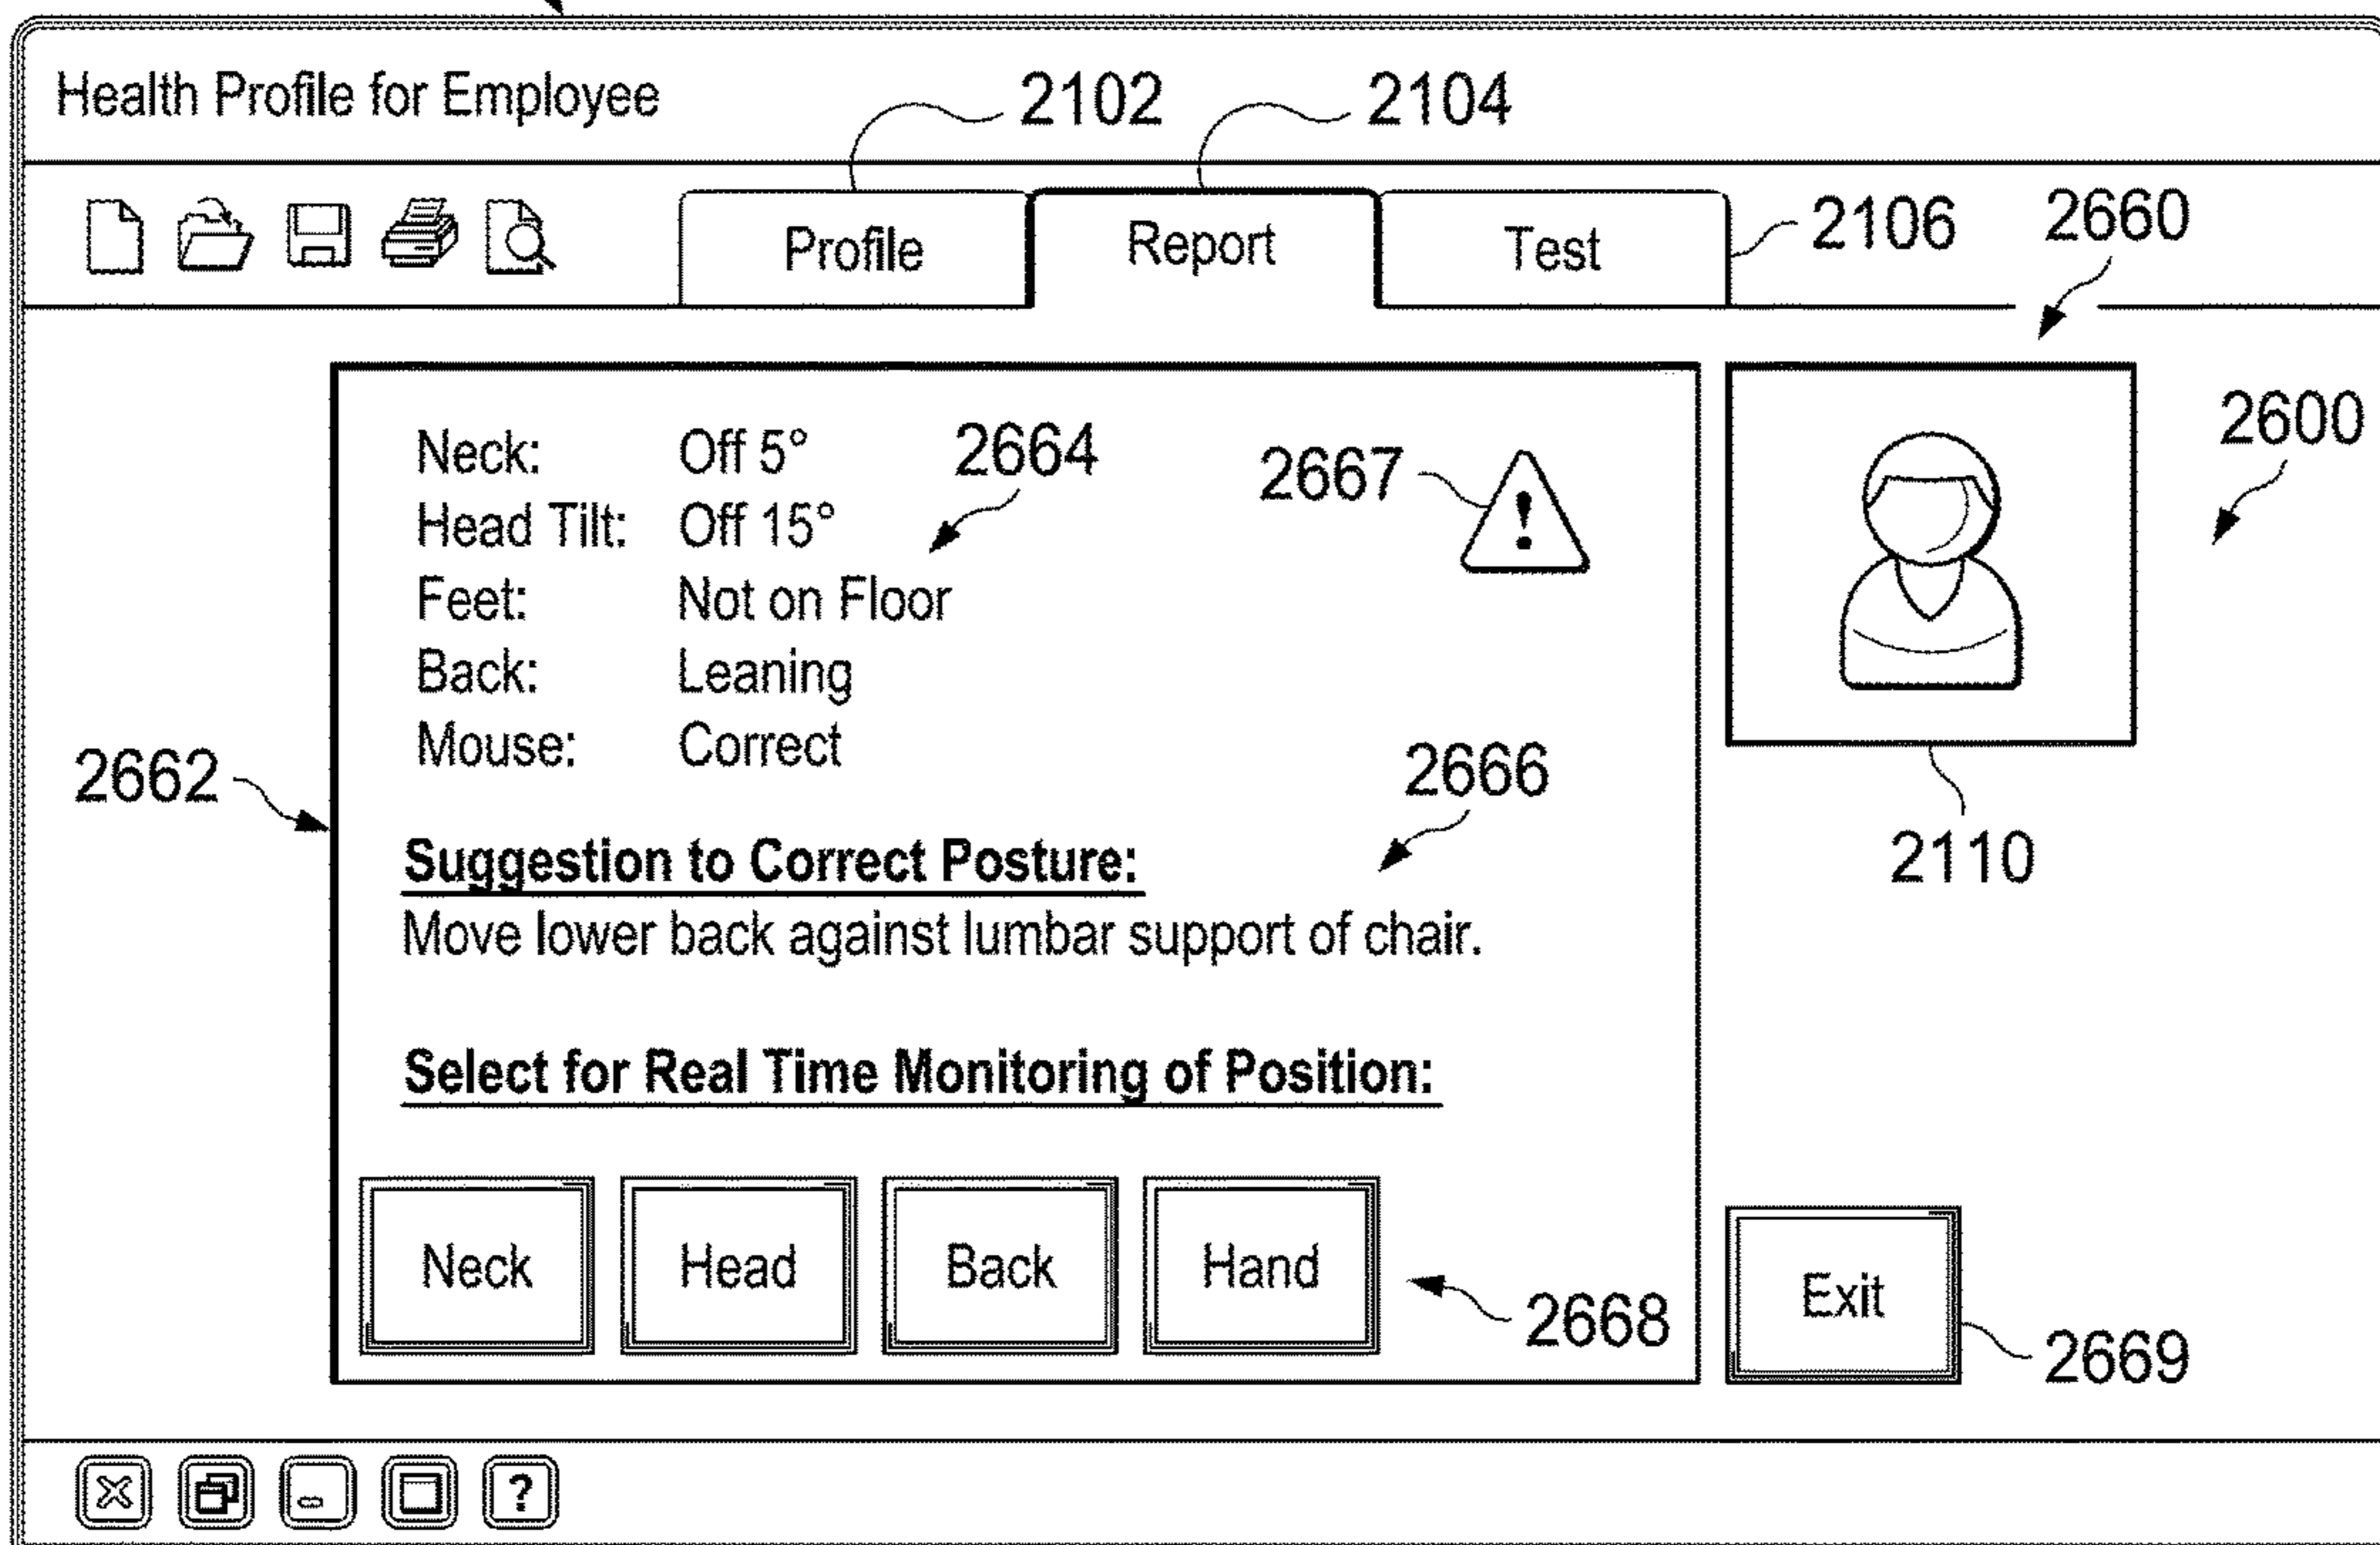 Health Profile for Employee
2102
2104
Profile
Report
Test
2106
2660
2600
Neck: Off 5°
2664
2667
!
Head Tilt: Off 15°
Feet: Not on Floor
Back: Leaning
Mouse: Correct
2662
2666
2110
Suggestion to Correct Posture:
Move lower back against lumbar support of chair.
Select for Real Time Monitoring of Position:
Neck
Head
Back
Hand
2668
Exit
2669
?